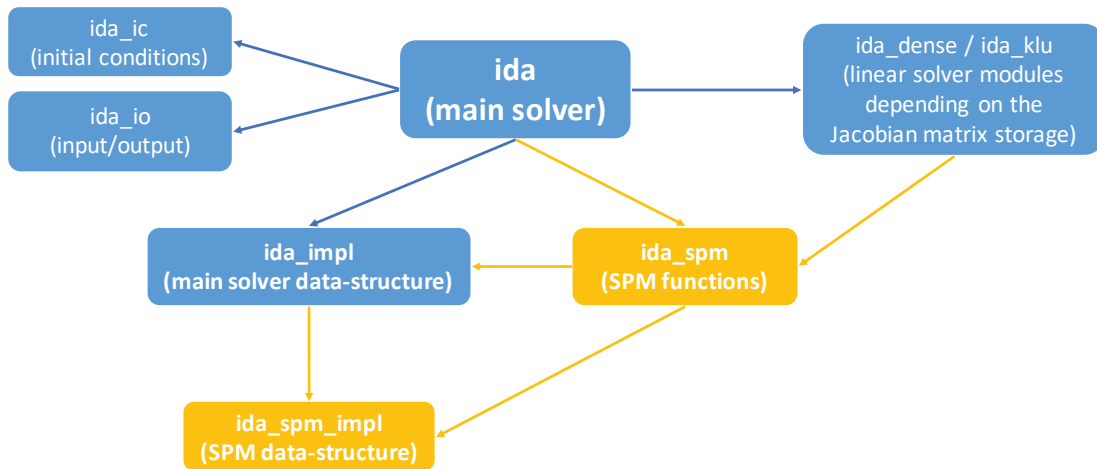 ida_ic
(initial conditions)
ida_io
(input/output)
ida
(main solver)
ida_dense / ida_klu
(linear solver modules
depending on the
Jacobian matrix storage)
ida_impl
(main solver data-structure)
ida_spm
(SPM functions)
ida_spm_impl
(SPM data-structure)